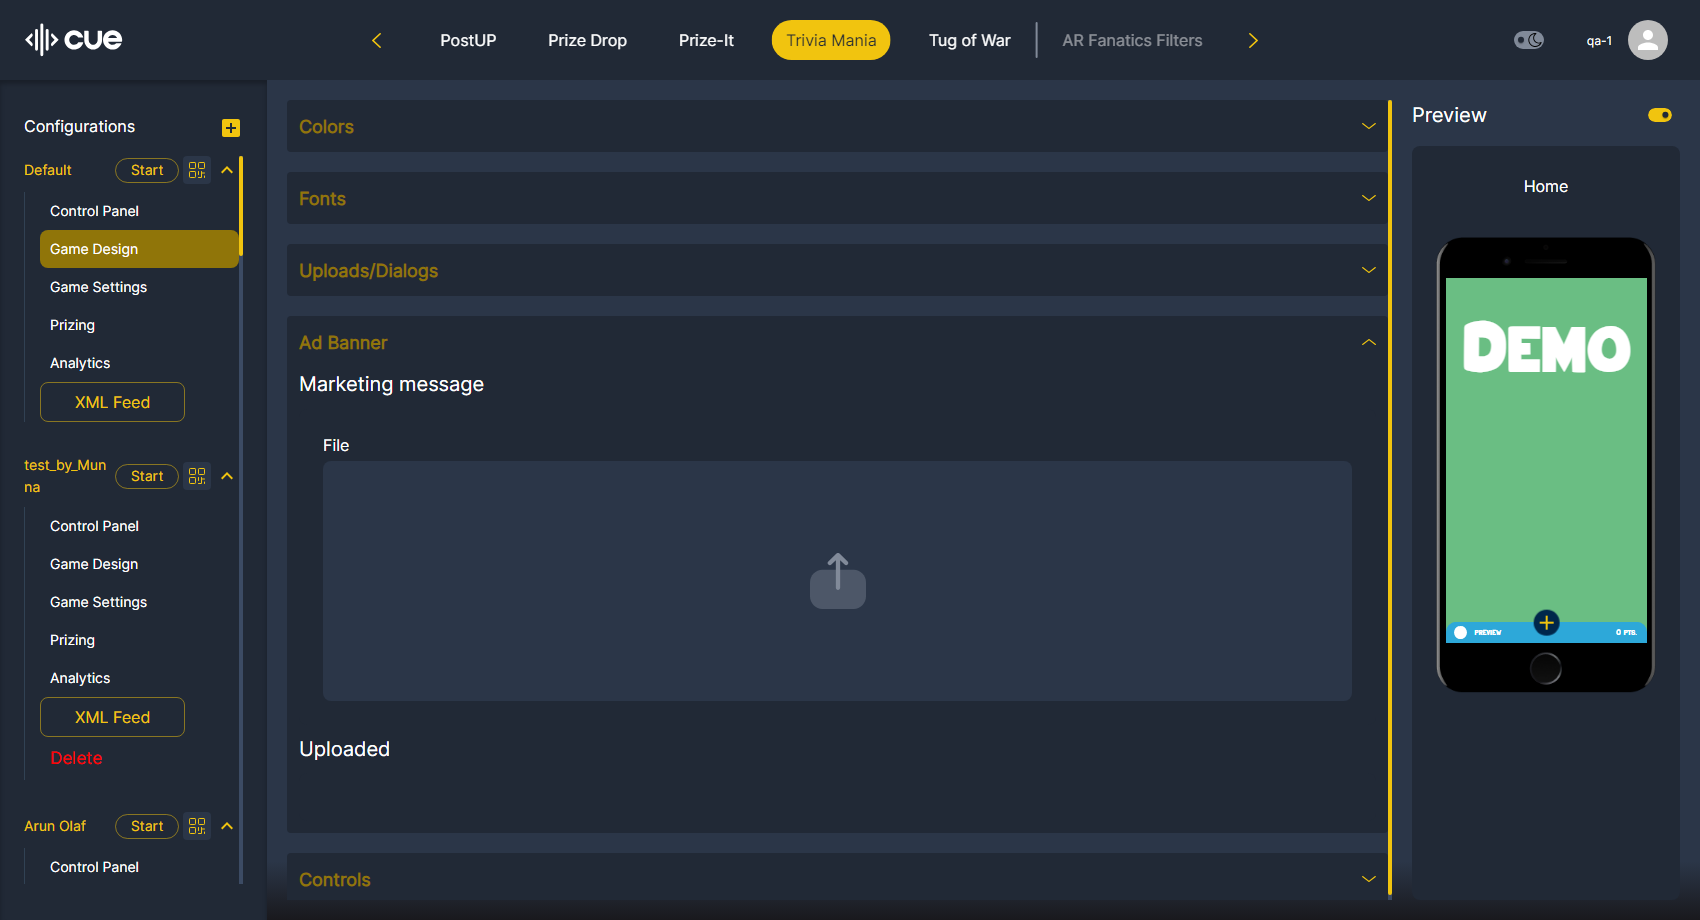 cue
PostUP
Prize Drop
Prize-It
Trivia Mania
Tug of War
AR Fanatics Filters
qa-1
Configurations
Default
Start
Control Panel
Game Design
Game Settings
Prizing
Analytics
XML Feed
test_by_Mun
na
Start
Control Panel
Game Design
Game Settings
Prizing
Analytics
XML Feed
Delete
Arun Olaf
Start
Control Panel
Colors
Fonts
Uploads/Dialogs
Ad Banner
Marketing message
File
Uploaded
Controls
Preview
Home
DEMO
PREVIEW
0 PTS.